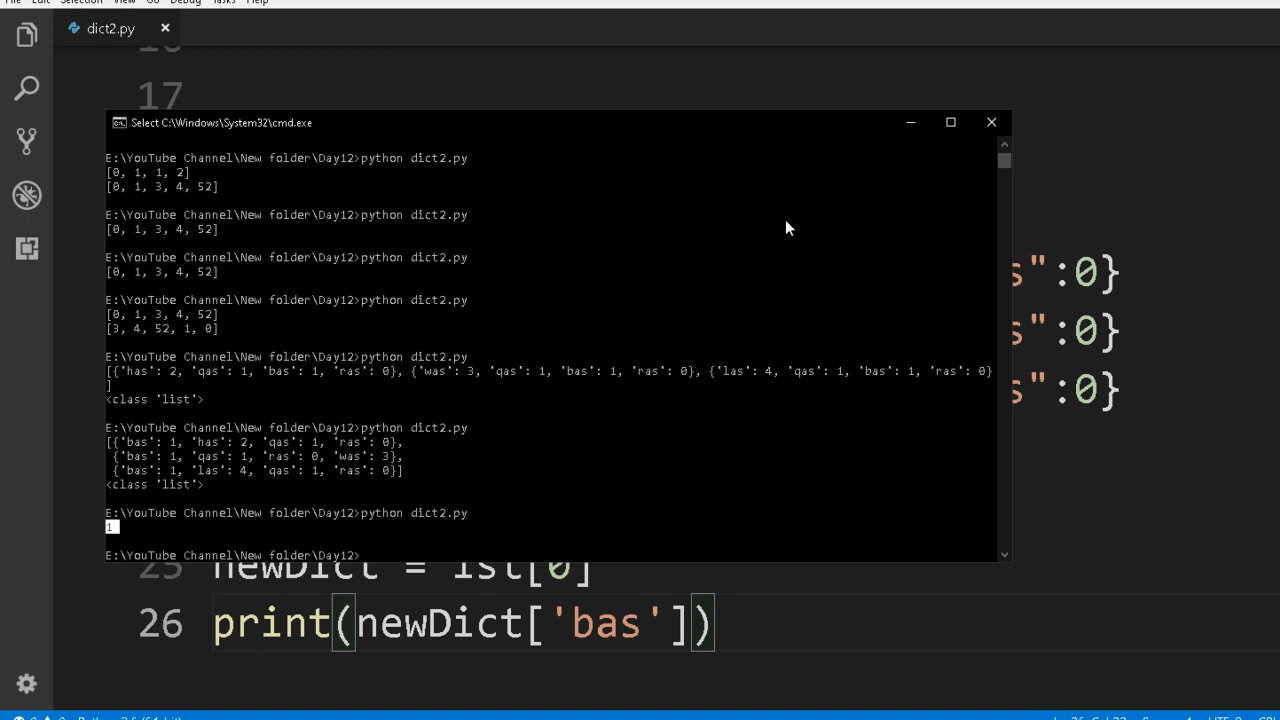 File Edit Selection View Go Debug Tasks Help
dict2.py
17
Select C:\Windows\System32\cmd.exe
E:\YouTube Channel\New folder\Day12>python dict2.py
[0, 1, 1, 2]
[0, 1, 3, 4, 52]
E:\YouTube Channel\New folder\Day12>python dict2.py
[0, 1, 3, 4, 52]
E:\YouTube Channel\New folder\Day12>python dict2.py
[0, 1, 3, 4, 52]
s":0}
E:\YouTube Channel\New folder\Day12>python dict2.py
[0, 1, 3, 4, 52]
[3, 4, 52, 1, 0]
s":0}
E:\YouTube Channel\New folder\Day12>python dict2.py
[{'has': 2, 'qas': 1, 'bas': 1, 'ras': 0}, {'was': 3, 'qas': 1, 'bas': 1, 'ras': 0}, {'las': 4, 'qas': 1, 'bas': 1, 'ras': 0}
]
s":0}
<class 'list'>
E:\YouTube Channel\New folder\Day12>python dict2.py
[{'bas': 1, 'has': 2, 'qas': 1, 'ras': 0},
{'bas': 1, 'qas': 1, 'ras': 0, 'was': 3},
{'bas': 1, 'las': 4, 'qas': 1, 'ras': 0}]
<class 'list'>
E:\YouTube Channel\New folder\Day12>python dict2.py
1
E:\YouTube Channel\New folder\Day12>
25 newDict = lst[0]
26 print(newDict['bas'])